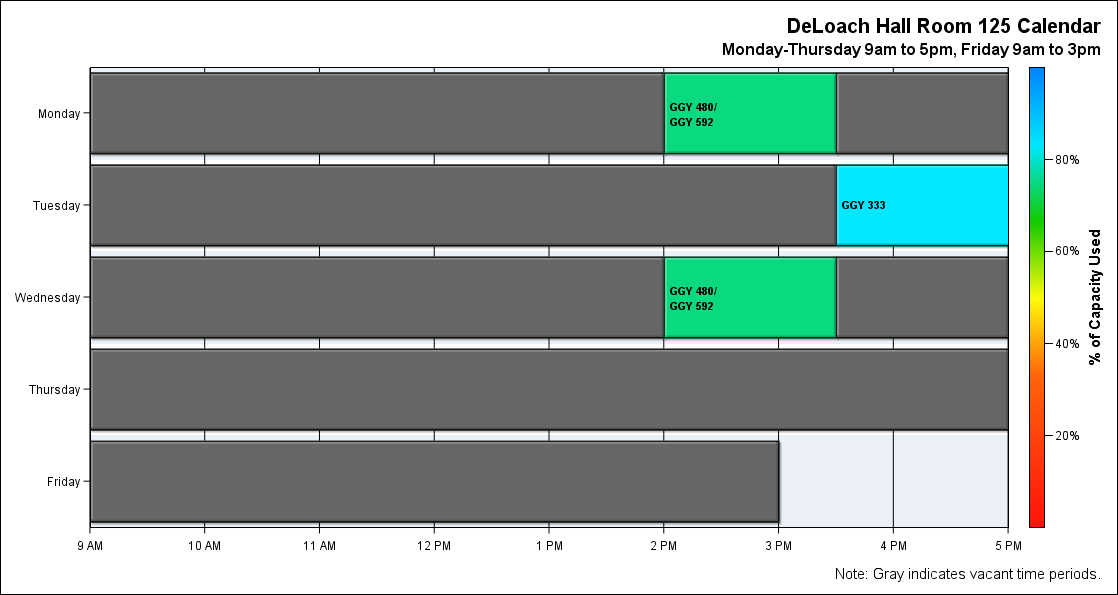 DeLoach Hall Room 125 Calendar
Monday-Thursday 9am to 5pm, Friday 9am to 3pm
Monday
GGY 480/
GGY 592
Tuesday
GGY 333
Wednesday
GGY 480/
GGY 592
Thursday
Friday
9 AM
10 AM
11 AM
12 PM
1 PM
2 PM
3 PM
4 PM
5 PM
80%
60%
40%
20%
% of Capacity Used
Note: Gray indicates vacant time periods.